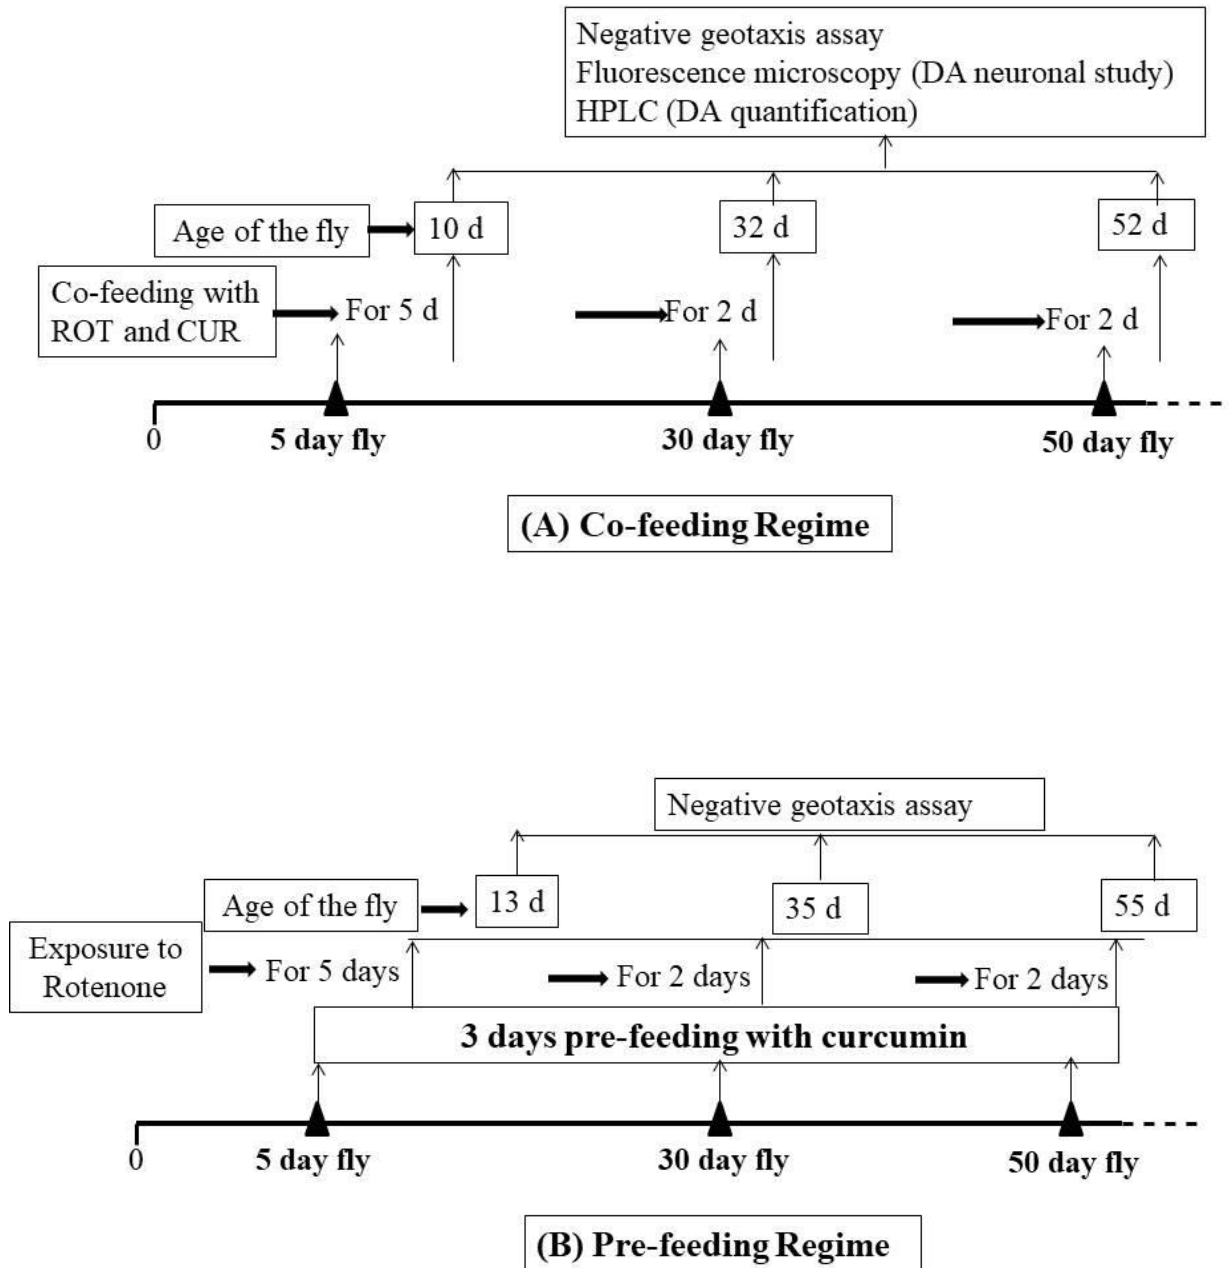 Negative geotaxis assay
Fluorescence microscopy (DA neuronal study)
HPLC (DA quantification)
Age of the fly
10 d
32 d
52 d
Co-feeding with
ROT and CUR
For 5 d
For 2 d
For 2 d
0
5 day fly
30 day fly
50 day fly
(A) Co-feeding Regime
Negative geotaxis assay
Age of the fly
13 d
35 d
55 d
Exposure to
Rotenone
For 5 days
For 2 days
For 2 days
3 days pre-feeding with curcumin
0
5 day fly
30 day fly
50 day fly
(B) Pre-feeding Regime